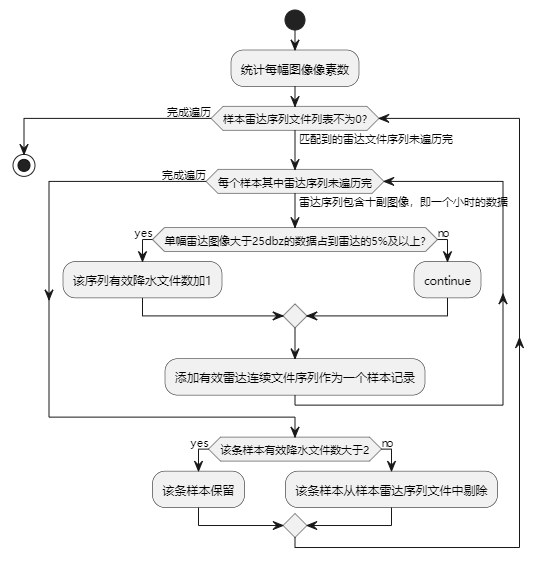 统计每幅图像像素数
完成遍历
样本雷达序列文件列表不为0?
匹配到的雷达文件序列未遍历完
完成遍历
每个样本其中雷达序列未遍历完
雷达序列包含十副图像，即一个小时的数据
yes
单幅雷达图像大于25dbz的数据占到雷达的5%及以上?
no
该序列有效降水文件数加1
continue
添加有效雷达连续文件序列作为一个样本记录
yes
该条样本有效降水文件数大于2
no
该条样本保留
该条样本从样本雷达序列文件中剔除